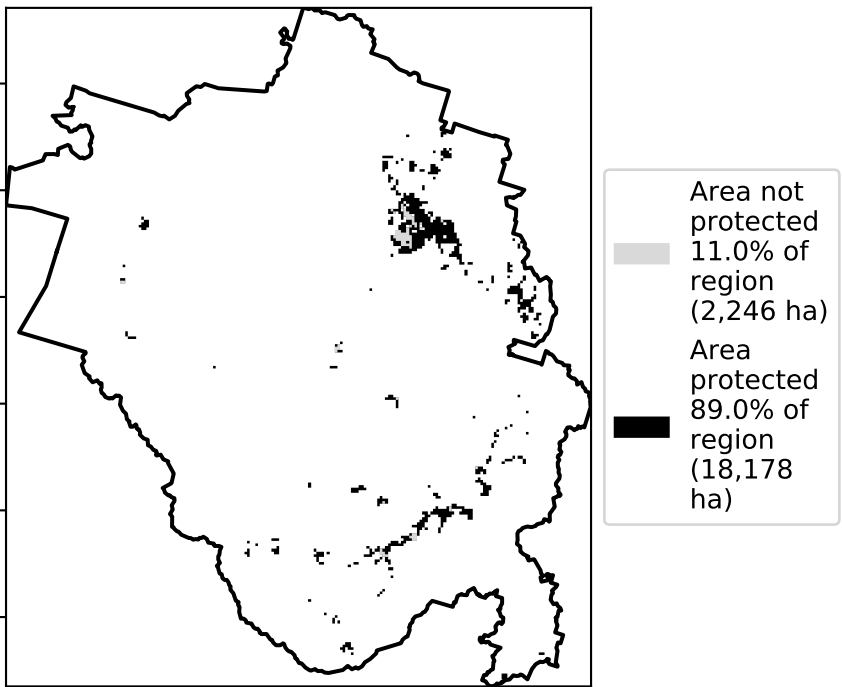 Area not
protected
11.0% of
region
(2,246 ha)
Area
protected
89.0% of
region
(18,178
ha)